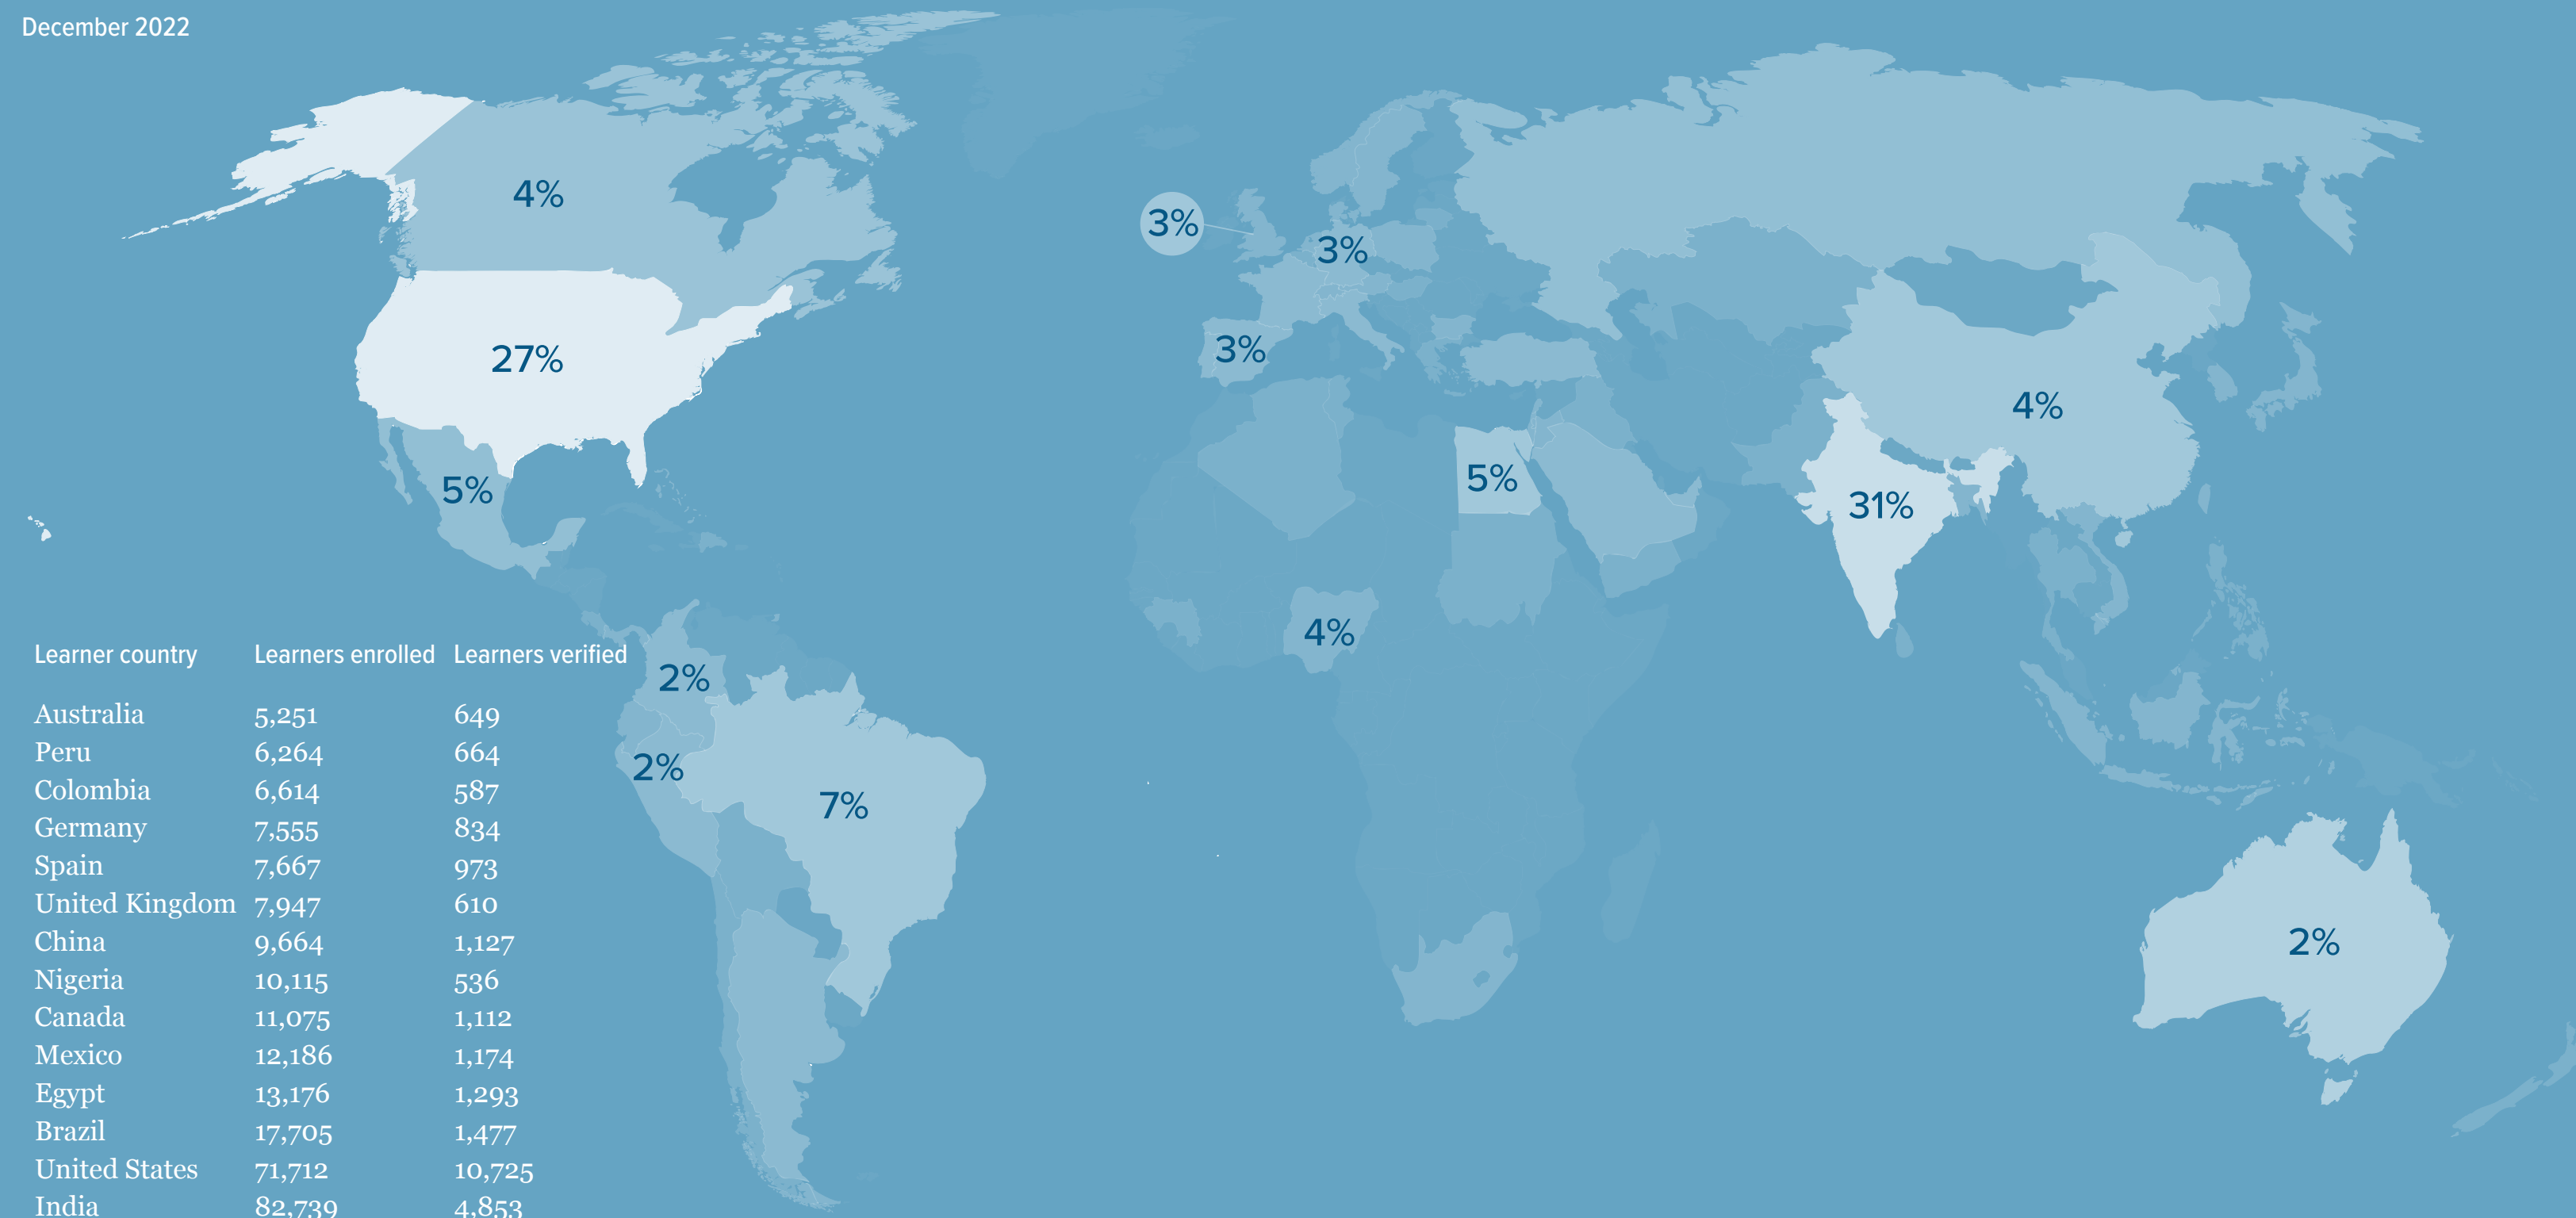 December 2022
4%
3%
3%
27%
3%
4%
5%
5%
31%
4%
2%
2%
7%
2%
Learner country Learners enrolled Learners verified
Australia 5,251 649
Peru 6,264 664
Colombia 6,614 587
Germany 7,555 834
Spain 7,667 973
United Kingdom 7,947 610
China 9,664 1,127
Nigeria 10,115 536
Canada 11,075 1,112
Mexico 12,186 1,174
Egypt 13,176 1,293
Brazil 17,705 1,477
United States 71,712 10,725
India 82,739 4,853